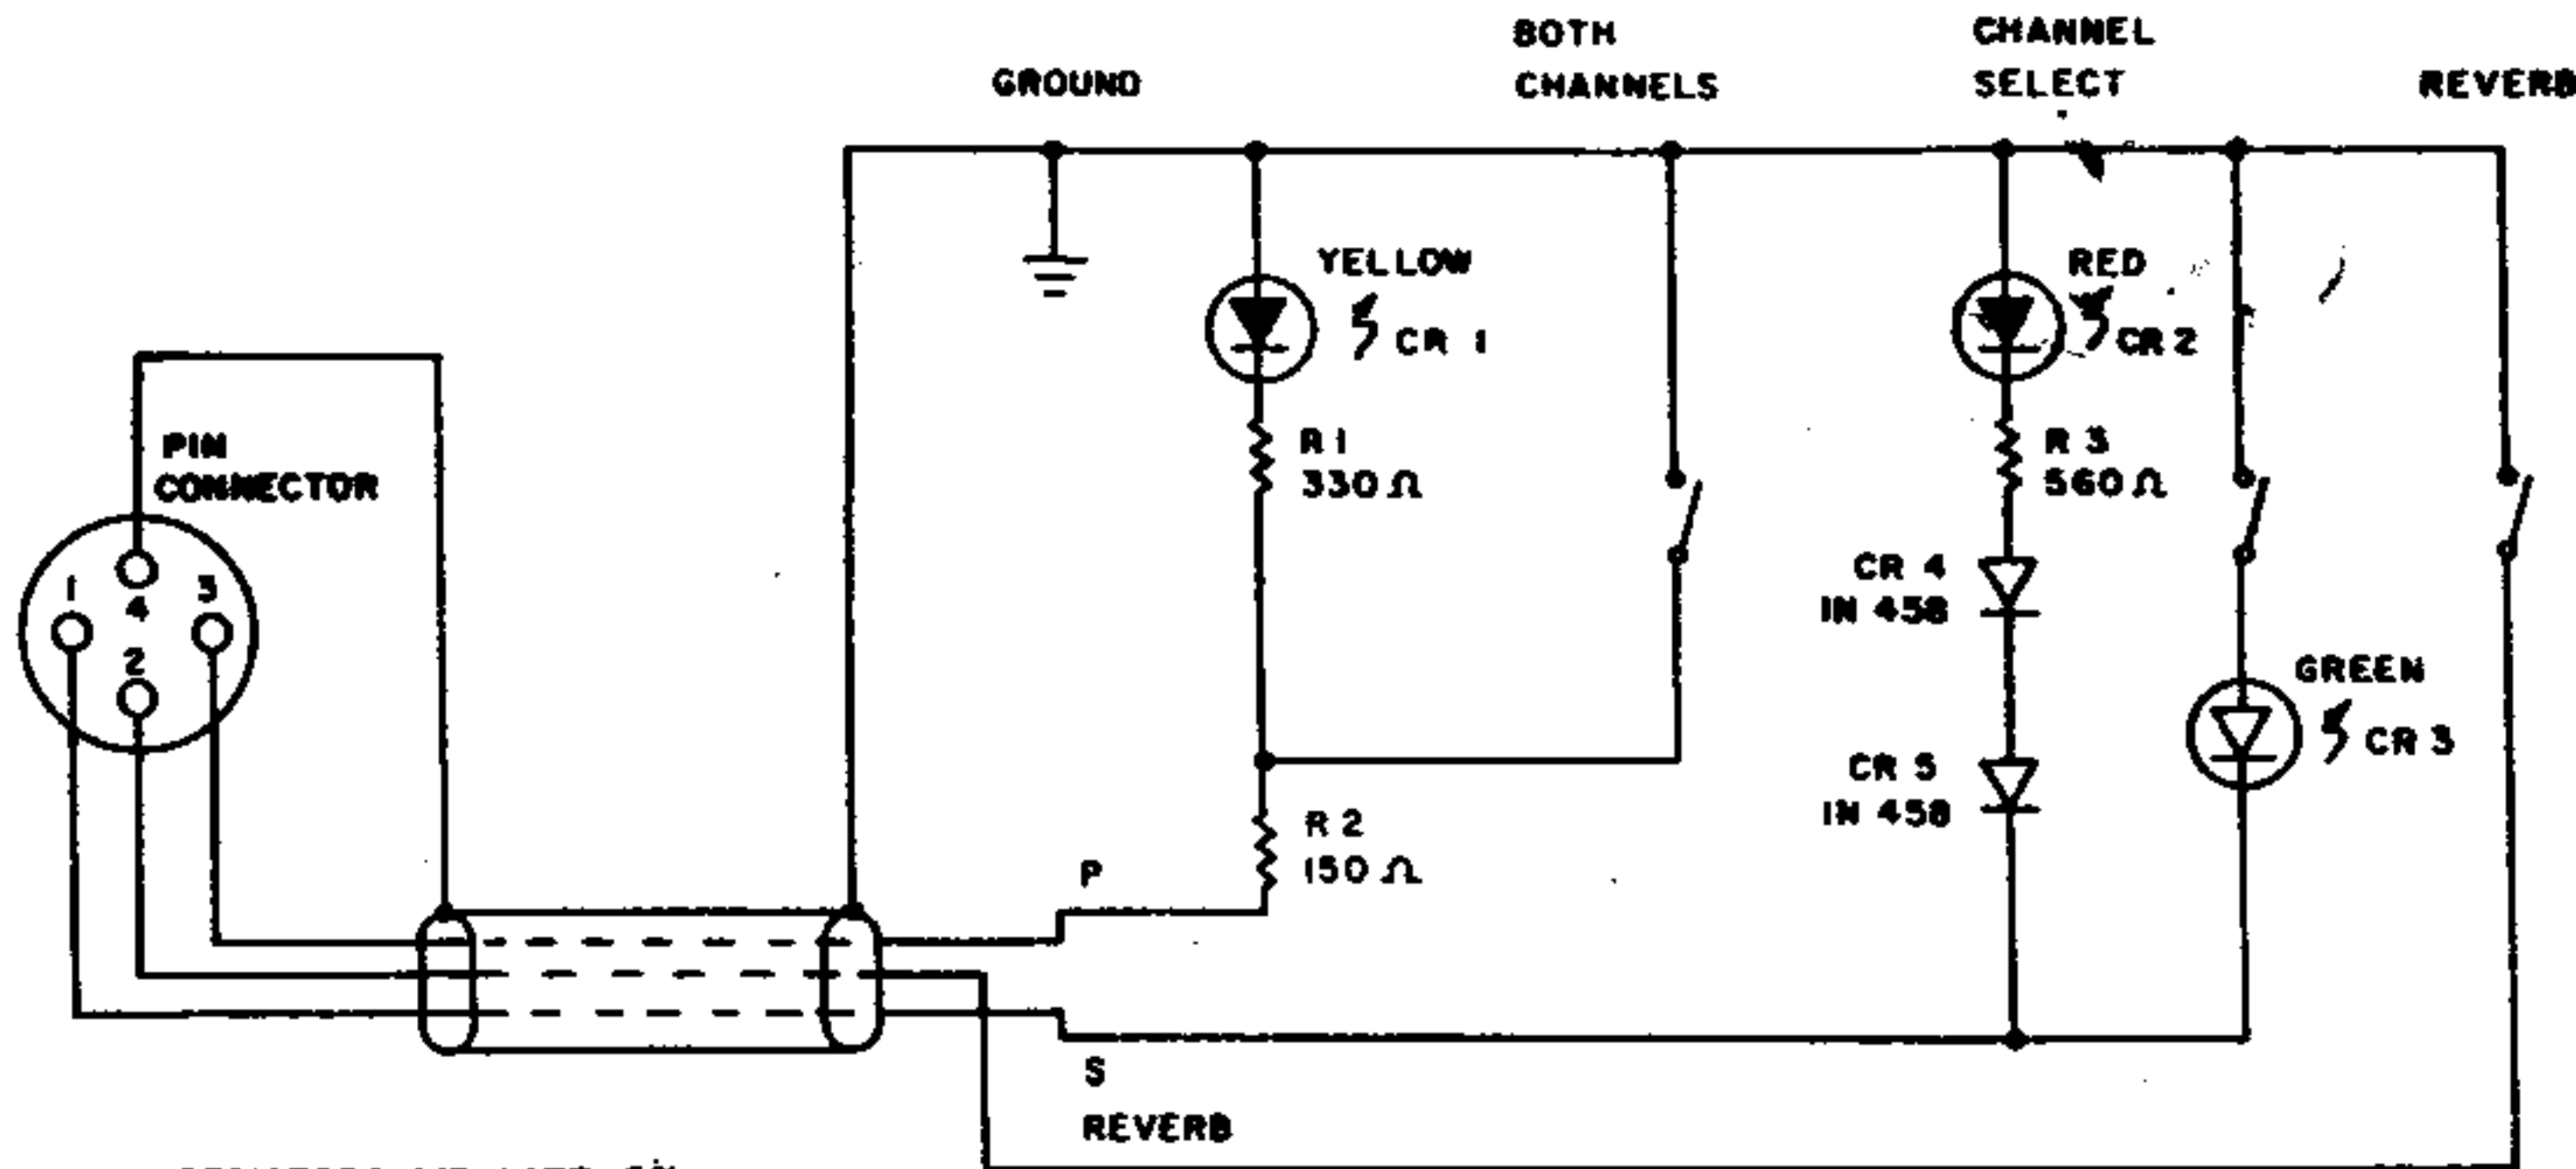 GROUND
BOTH
CHANNELS
CHANNEL
SELECT
REVERB
YELLOW
CR 1
RED
CR 2
PIN
CONNECTOR
R 1
330 Ω
R 3
560 Ω
1
4
3
2
CR 4
IN 458
GREEN
CR 3
CR 5
IN 458
R 2
150 Ω
P
S
REVERB